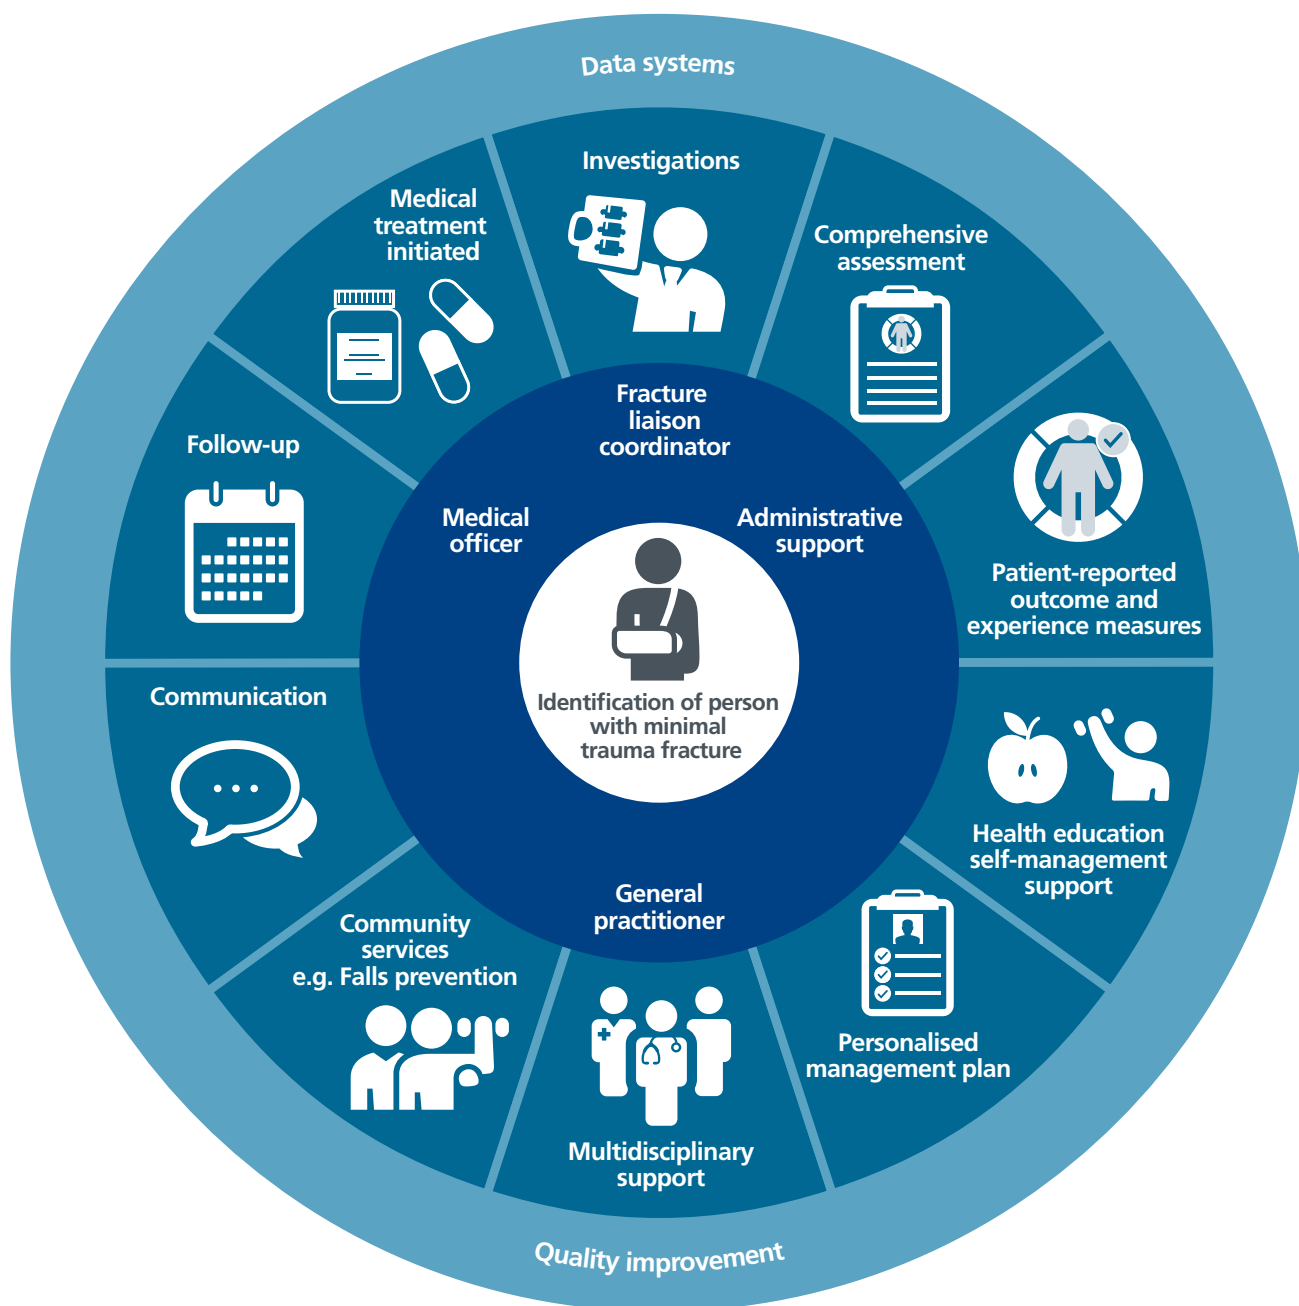 Data systems
Investigations
Comprehensive
assessment
Patient-reported
outcome and
experience measures
Health education
self-management
support
Personalised
management plan
Multidisciplinary
support
Community
services
e.g. Falls prevention
Communication
Follow-up
Medical
treatment
initiated
Fracture
liaison
coordinator
Administrative
support
General
practitioner
Medical
officer
Identification of person
with minimal
trauma fracture
Quality improvement